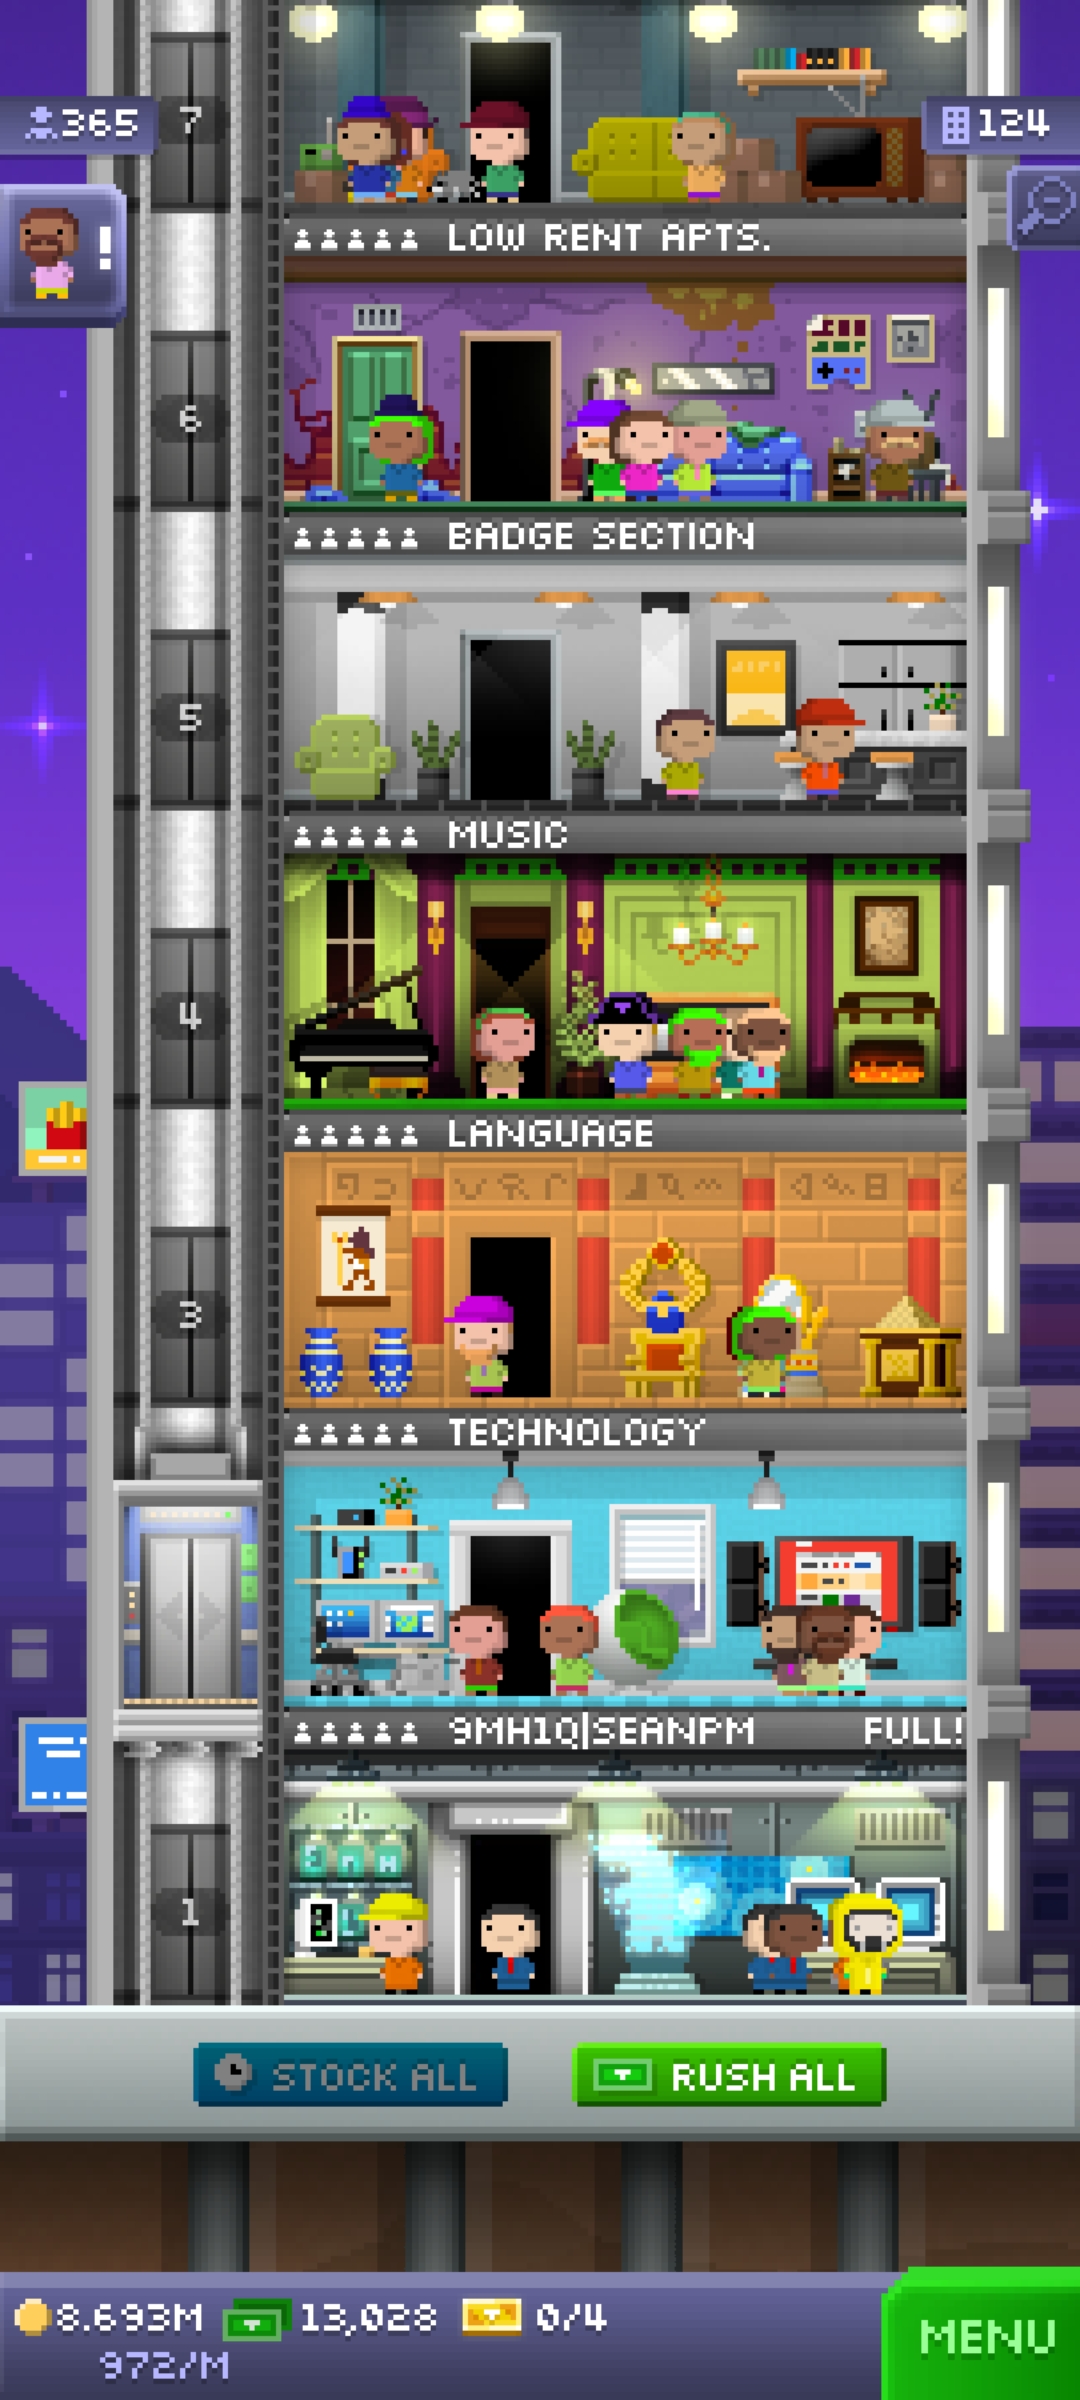 365
7
124
!
LOW RENT APTS.
6
BADGE SECTION
5
MUSIC
4
LANGUAGE
3
TECHNOLOGY
9MH1Q|SEANPM FULL!
1
STOCK ALL
RUSH ALL
8.693M 13,028 0/4
972/M
MENU